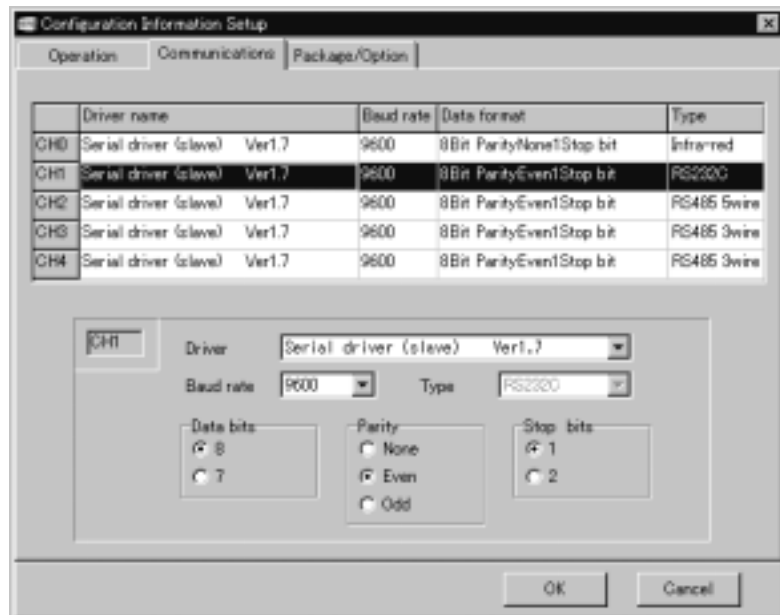 Configuration Information Setup
Operation Communications Package/Option
Driver name Baud rate Data format Type
CH0 Serial driver (slave) Ver1.7 9600 8Bit ParityNone1Stop bit Infra-red
CH1 Serial driver (slave) Ver1.7 9600 8Bit ParityEven1Stop bit RS232C
CH2 Serial driver (slave) Ver1.7 9600 8Bit ParityEven1Stop bit RS485 5wire
CH3 Serial driver (slave) Ver1.7 9600 8Bit ParityEven1Stop bit RS485 3wire
CH4 Serial driver (slave) Ver1.7 9600 8Bit ParityEven1Stop bit RS485 3wire
CH1 Driver Serial driver (slave) Ver1.7
Baud rate 9600 Type RS232C
Data bits Parity Stop bits
8 None 1
7 Even 2
Odd
OK Cancel